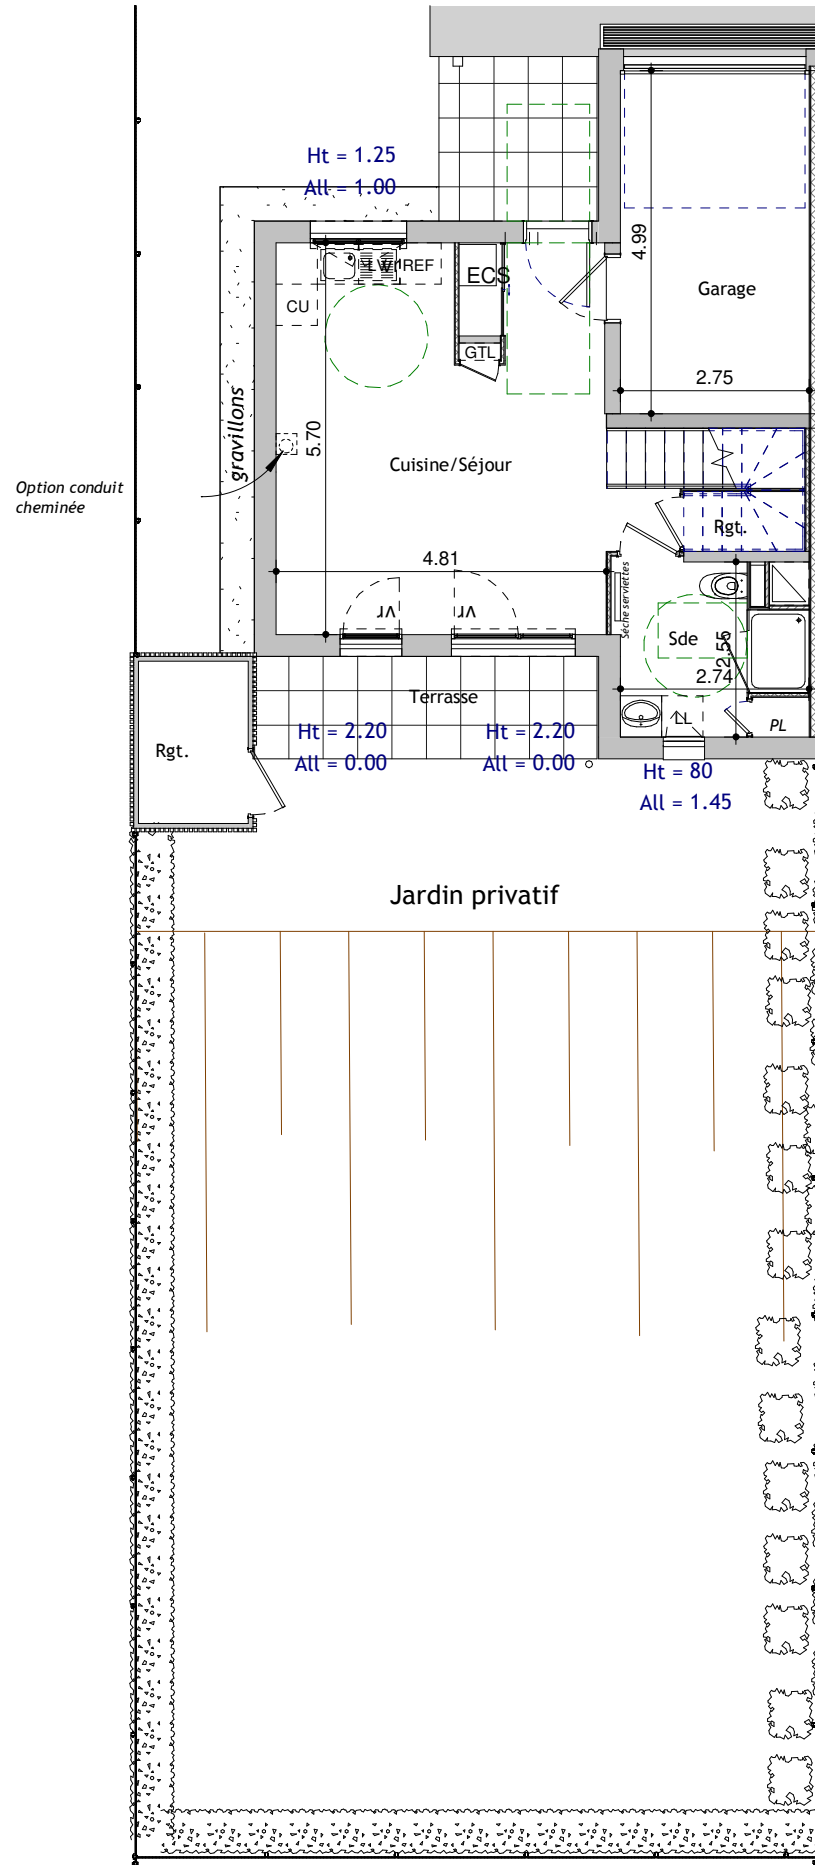 Ht = 1.25
All = 1.00
4.99
ECS
LV
REF
Garage
CU
GTL
2.75
gravillons
5.70
Cuisine/Séjour
Option conduit
cheminée
Rgt.
4.81
Sèche serviettes
VR
VR
Sde
2.55
2.74
Terrasse
LL
PL
Rgt.
Ht = 2.20
All = 0.00
Ht = 2.20
All = 0.00
Ht = 80
All = 1.45
Jardin privatif